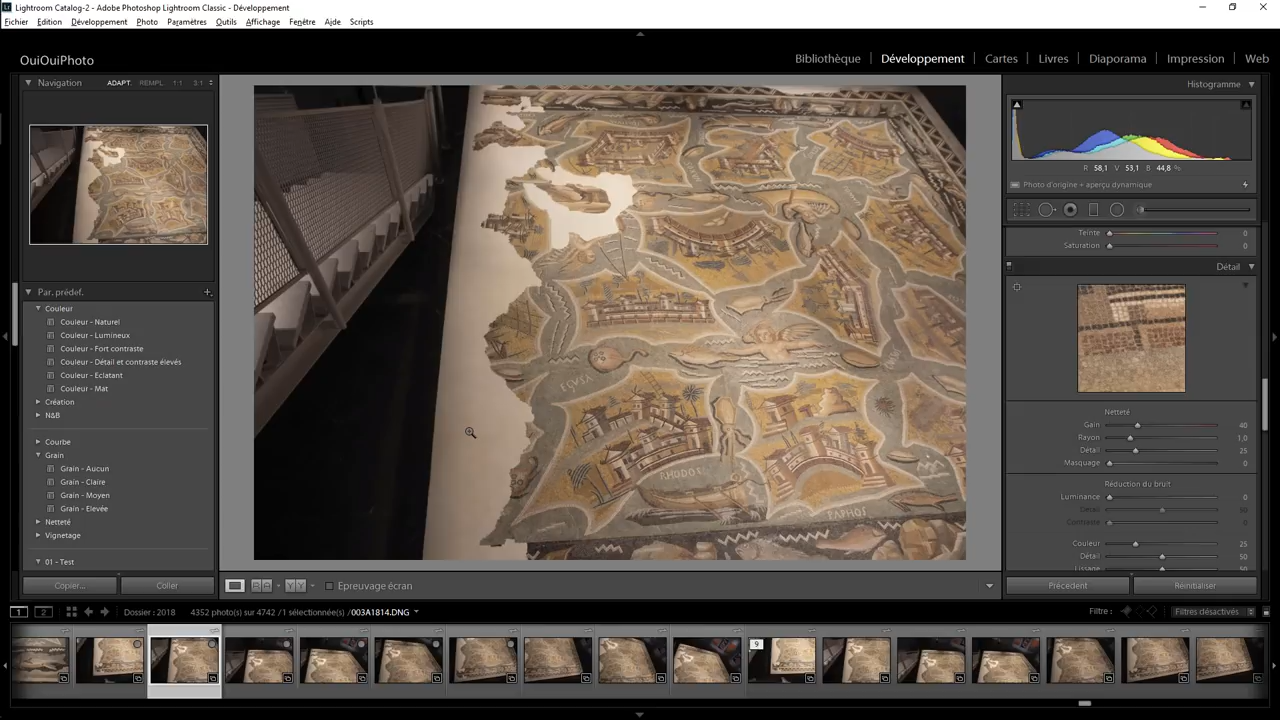 Lightroom Catalog-2 - Adobe Photoshop Lightroom Classic - Développement
Fichier Edition Développement Photo Paramètres Outils Affichage Fenêtre Aide Scripts
OuiOuiPhoto
Bibliothèque Développement Cartes Livres Diaporama Impression Web
Navigation ADAPT. REMPL. 1:1 3:1
Par. prédef.
Couleur
Couleur - Naturel
Couleur - Lumineux
Couleur - Fort contraste
Couleur - Détail et contraste élevés
Couleur - Eclatant
Couleur - Mat
Création
N&B
Courbe
Grain
Grain - Aucun
Grain - Claire
Grain - Moyen
Grain - Elevée
Netteté
Vignetage
01 - Test
Copier... Coller
EGVSA
RHODOS
PAPHOS
Histogramme
R 58,1 V 53,1 B 44,8 %
Photo d'origine + aperçu dynamique
Teinte 0
Saturation 0
Détail
Netteté
Gain 40
Rayon 1,0
Détail 25
Masquage 0
Réduction du bruit
Luminance 0
Détail 50
Contraste 0
Couleur 25
Détail 50
Lissage 50
Précédent Réinitialiser
Epreuvage écran
1 2 Dossier : 2018 4352 photo(s) sur 4742 /1 sélectionnée(s) /003A1814.DNG
Filtre : Filtres désactivés
9